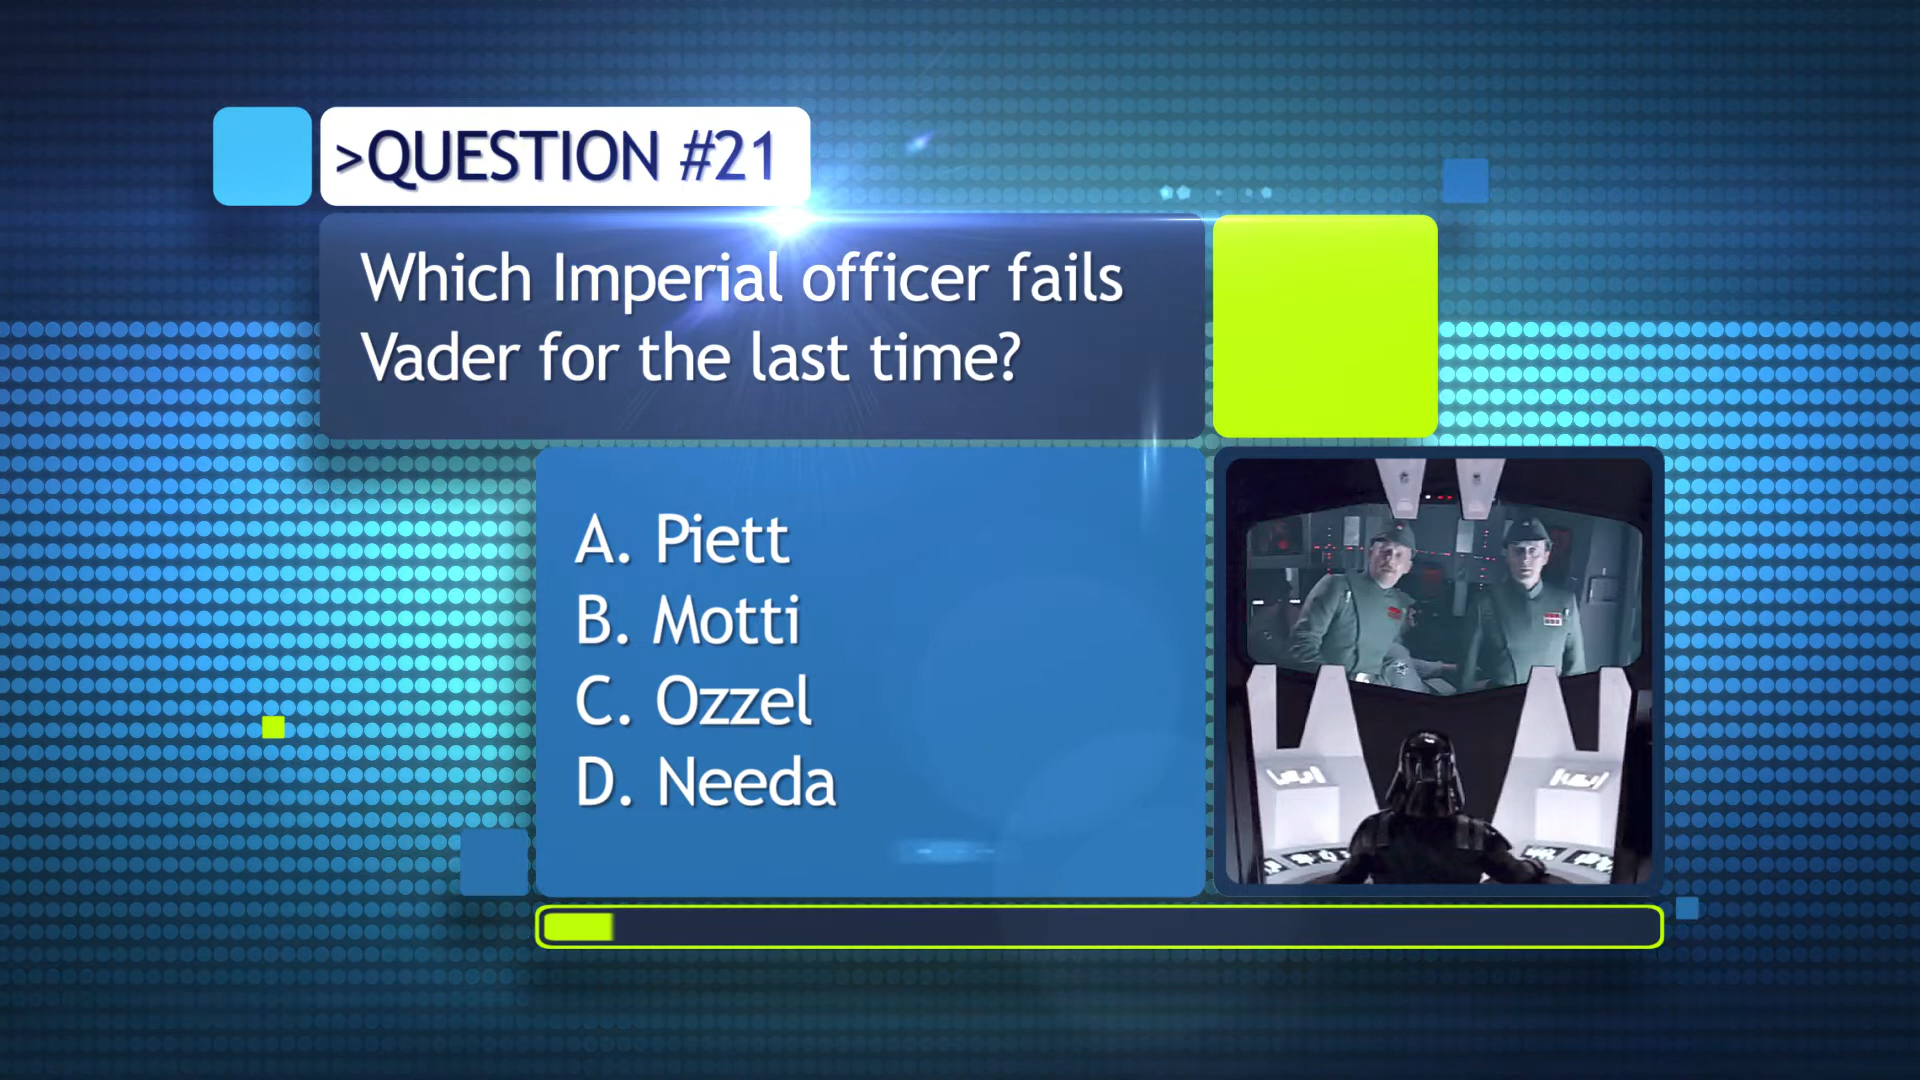 >QUESTION #21
Which Imperial officer fails
Vader for the last time?
A. Piett
B. Motti
C. Ozzel
D. Needa